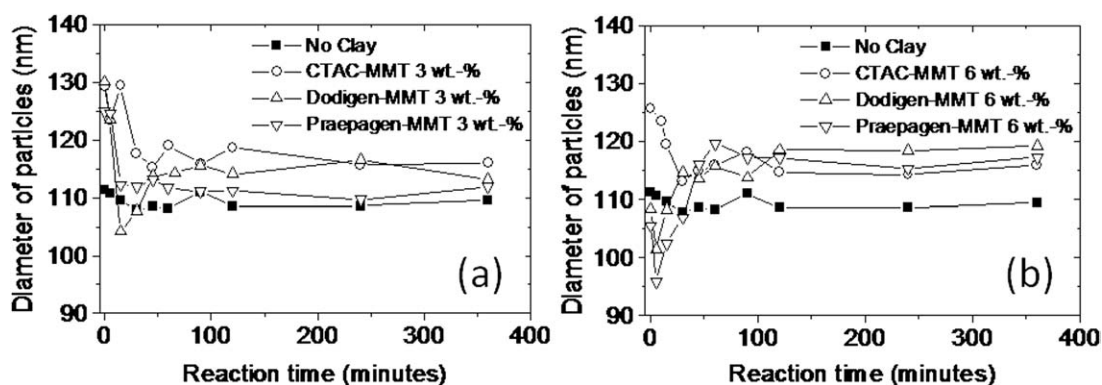 140
130
120
110
100
90
Diameter of particles (nm)
No Clay
CTAC-MMT 3 wt.-%
Dodigen-MMT 3 wt.-%
Praepagen-MMT 3 wt.-%
(a)
0
100
200
300
400
Reaction time (minutes)
140
130
120
110
100
90
Diameter of particles (nm)
No Clay
CTAC-MMT 6 wt.-%
Dodigen-MMT 6 wt.-%
Praepagen-MMT 6 wt.-%
(b)
0
100
200
300
400
Reaction time (minutes)